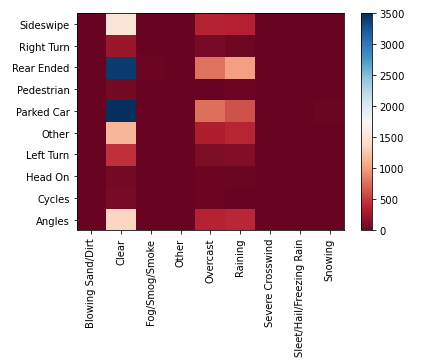 Sideswipe
Right Turn
Rear Ended
Pedestrian
Parked Car
Other
Left Turn
Head On
Cycles
Angles
Blowing Sand/Dirt
Clear
Fog/Smog/Smoke
Other
Overcast
Raining
Severe Crosswind
Sleet/Hail/Freezing Rain
Snowing
3500
3000
2500
2000
1500
1000
500
0